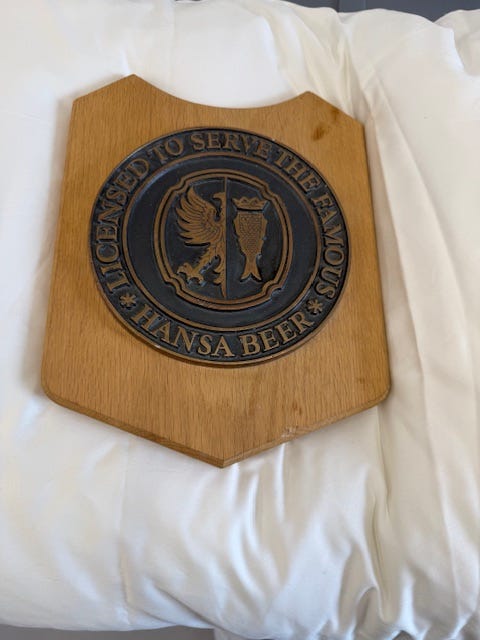 LICENSED TO SERVE THE FAMOUS
* HANSA BEER *